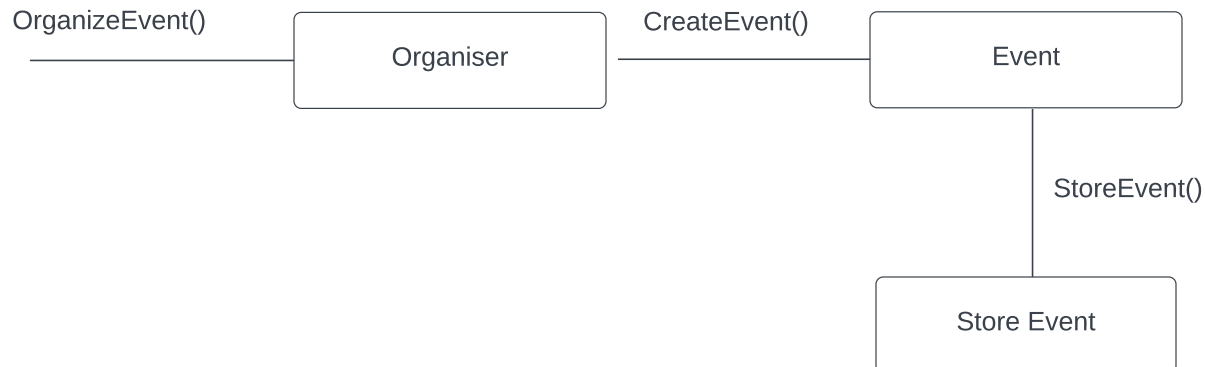 OrganizeEvent()
Organiser
CreateEvent()
Event
StoreEvent()
Store Event